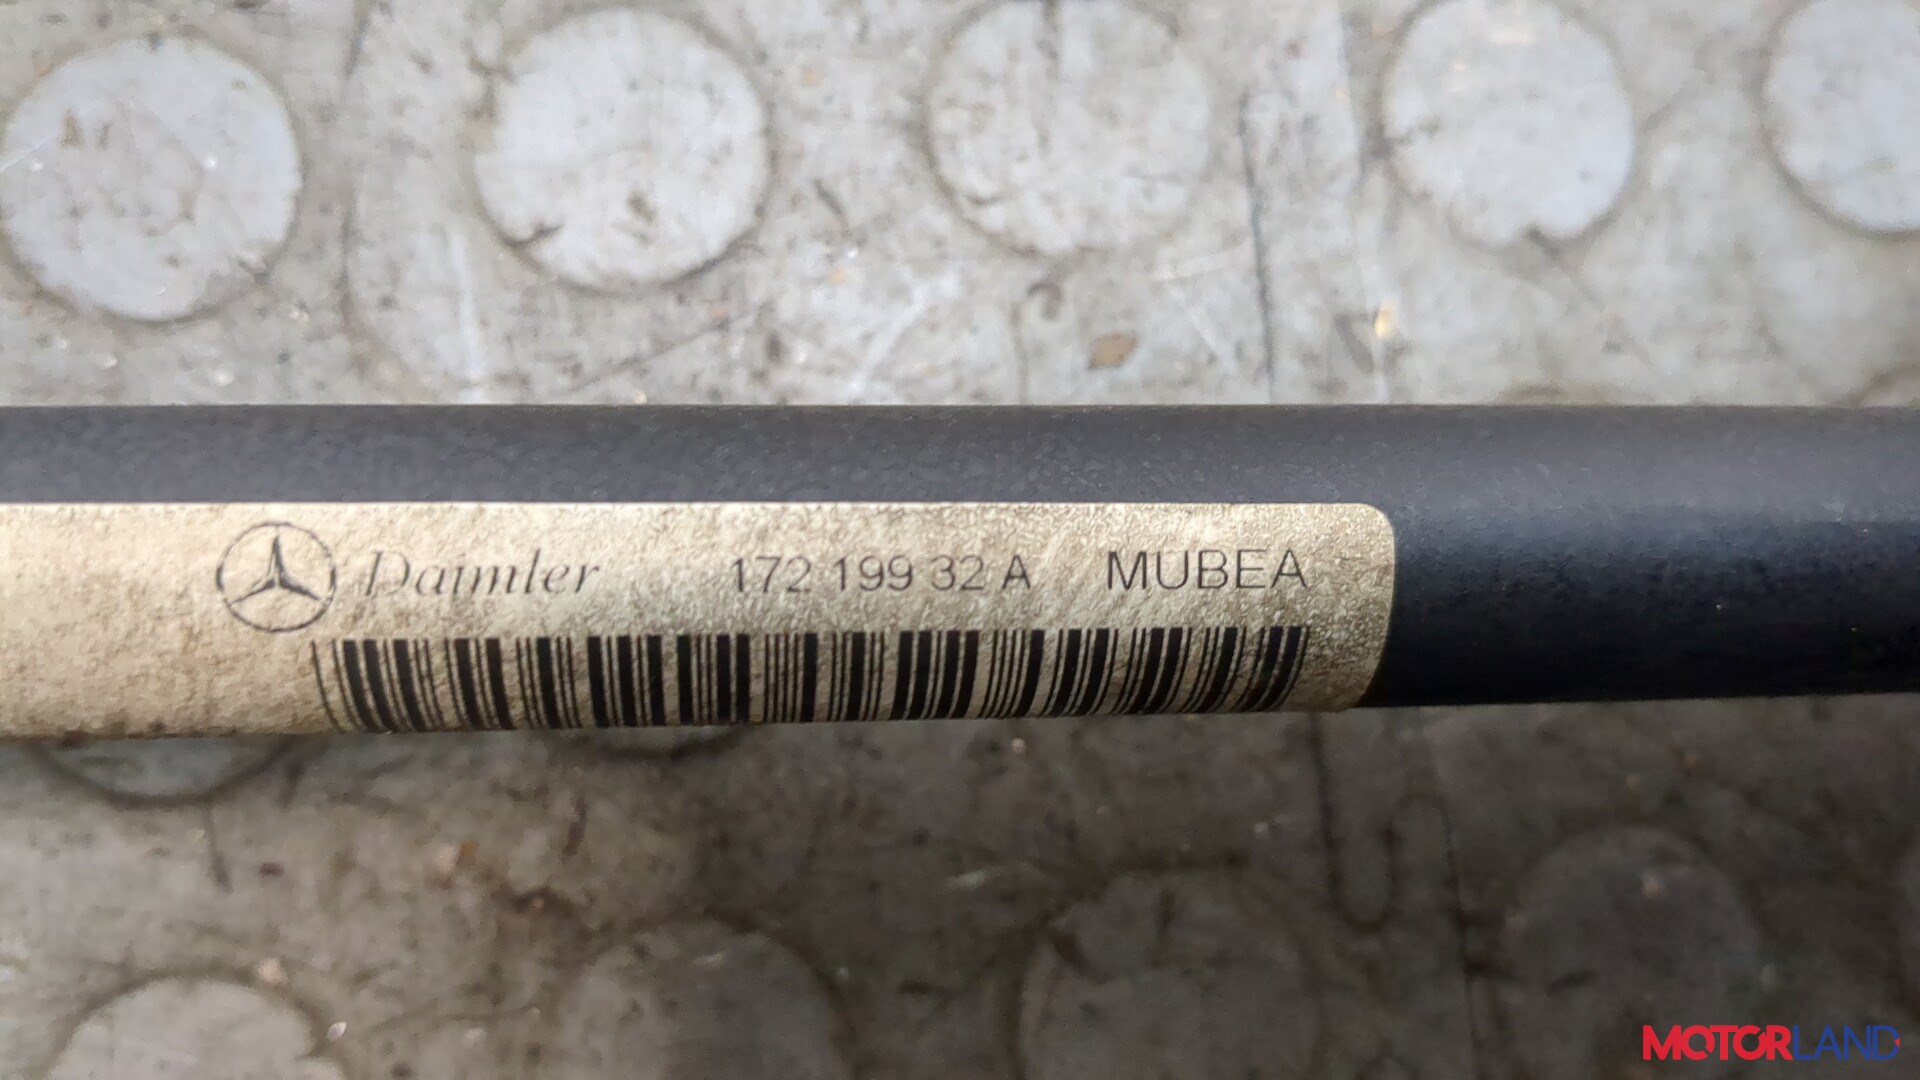 Daimler 172 199 32 A MUBEA
MOTORLAND